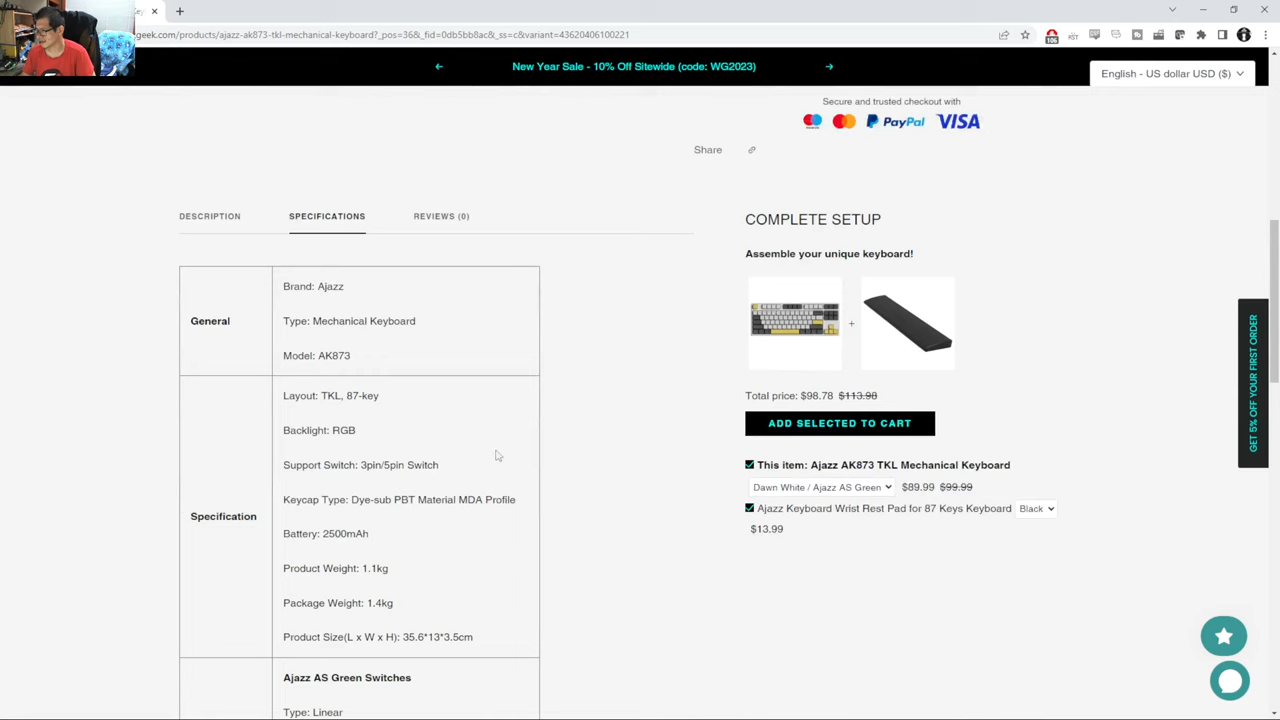 geek.com/products/ajazz-ak873-tkl-mechanical-keyboard?_pos=36&_fid=0db5bb8ac&_ss=c&variant=43620406100221
106
New Year Sale - 10% Off Sitewide (code: WG2023)
English - US dollar USD ($)
Secure and trusted checkout with
PayPal VISA
Share
DESCRIPTION SPECIFICATIONS REVIEWS (0)
COMPLETE SETUP
Assemble your unique keyboard!
General
Brand: Ajazz
Type: Mechanical Keyboard
Model: AK873
+
Total price: $98.78 $113.98
ADD SELECTED TO CART
Specification
Layout: TKL, 87-key
Backlight: RGB
Support Switch: 3pin/5pin Switch
Keycap Type: Dye-sub PBT Material MDA Profile
Battery: 2500mAh
Product Weight: 1.1kg
Package Weight: 1.4kg
Product Size(L x W x H): 35.6*13*3.5cm
This item: Ajazz AK873 TKL Mechanical Keyboard
Dawn White / Ajazz AS Green $89.99 $99.99
Ajazz Keyboard Wrist Rest Pad for 87 Keys Keyboard Black
$13.99
GET 5% OFF YOUR FIRST ORDER
Ajazz AS Green Switches
Type: Linear